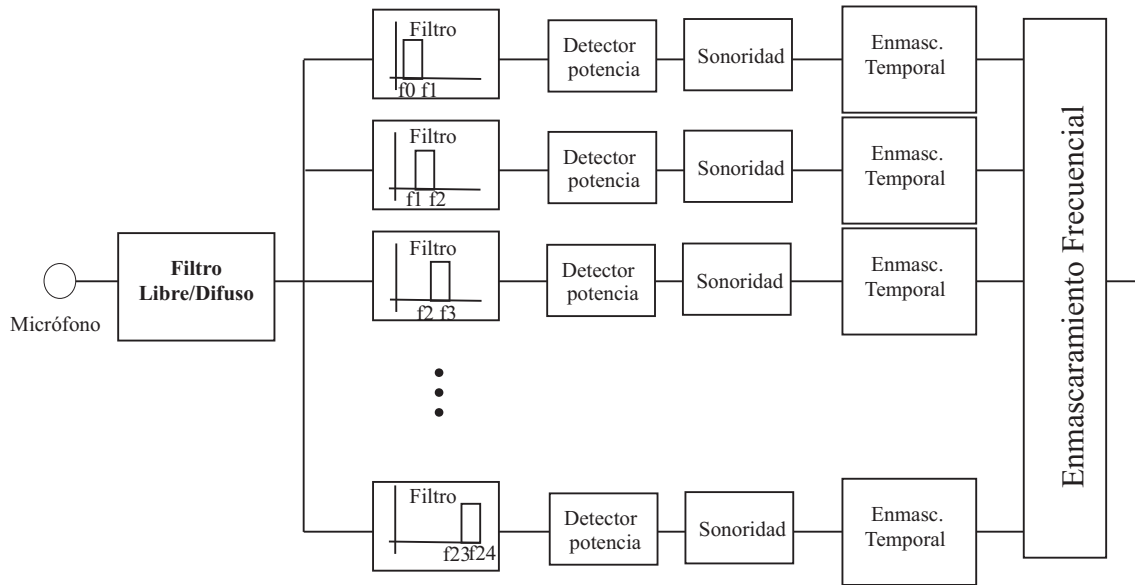 Filtro
f0 f1
Detector
potencia
Sonoridad
Enmasc.
Temporal
Filtro
f1 f2
Detector
potencia
Sonoridad
Enmasc.
Temporal
Micrófono
Filtro
Libre/Difuso
Filtro
f2 f3
Detector
potencia
Sonoridad
Enmasc.
Temporal
Filtro
f23f24
Detector
potencia
Sonoridad
Enmasc.
Temporal
Enmascaramiento Frecuencial